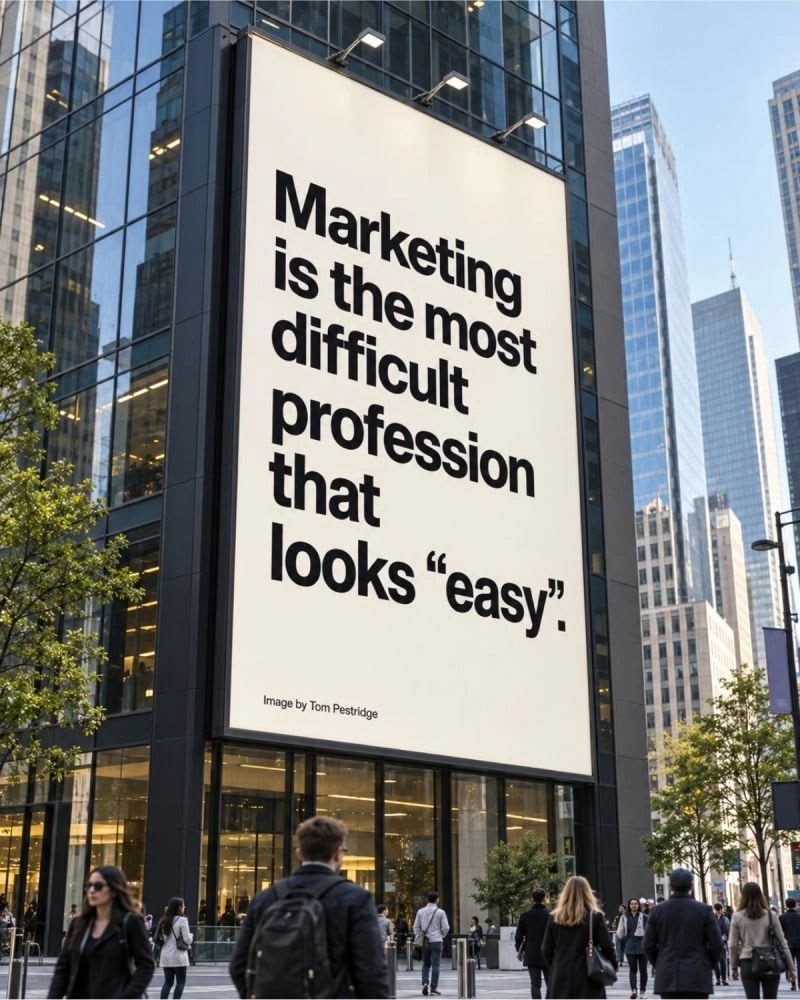 Marketing
is the most
difficult
profession
that
looks “easy”.
Image by Tom Pestridge